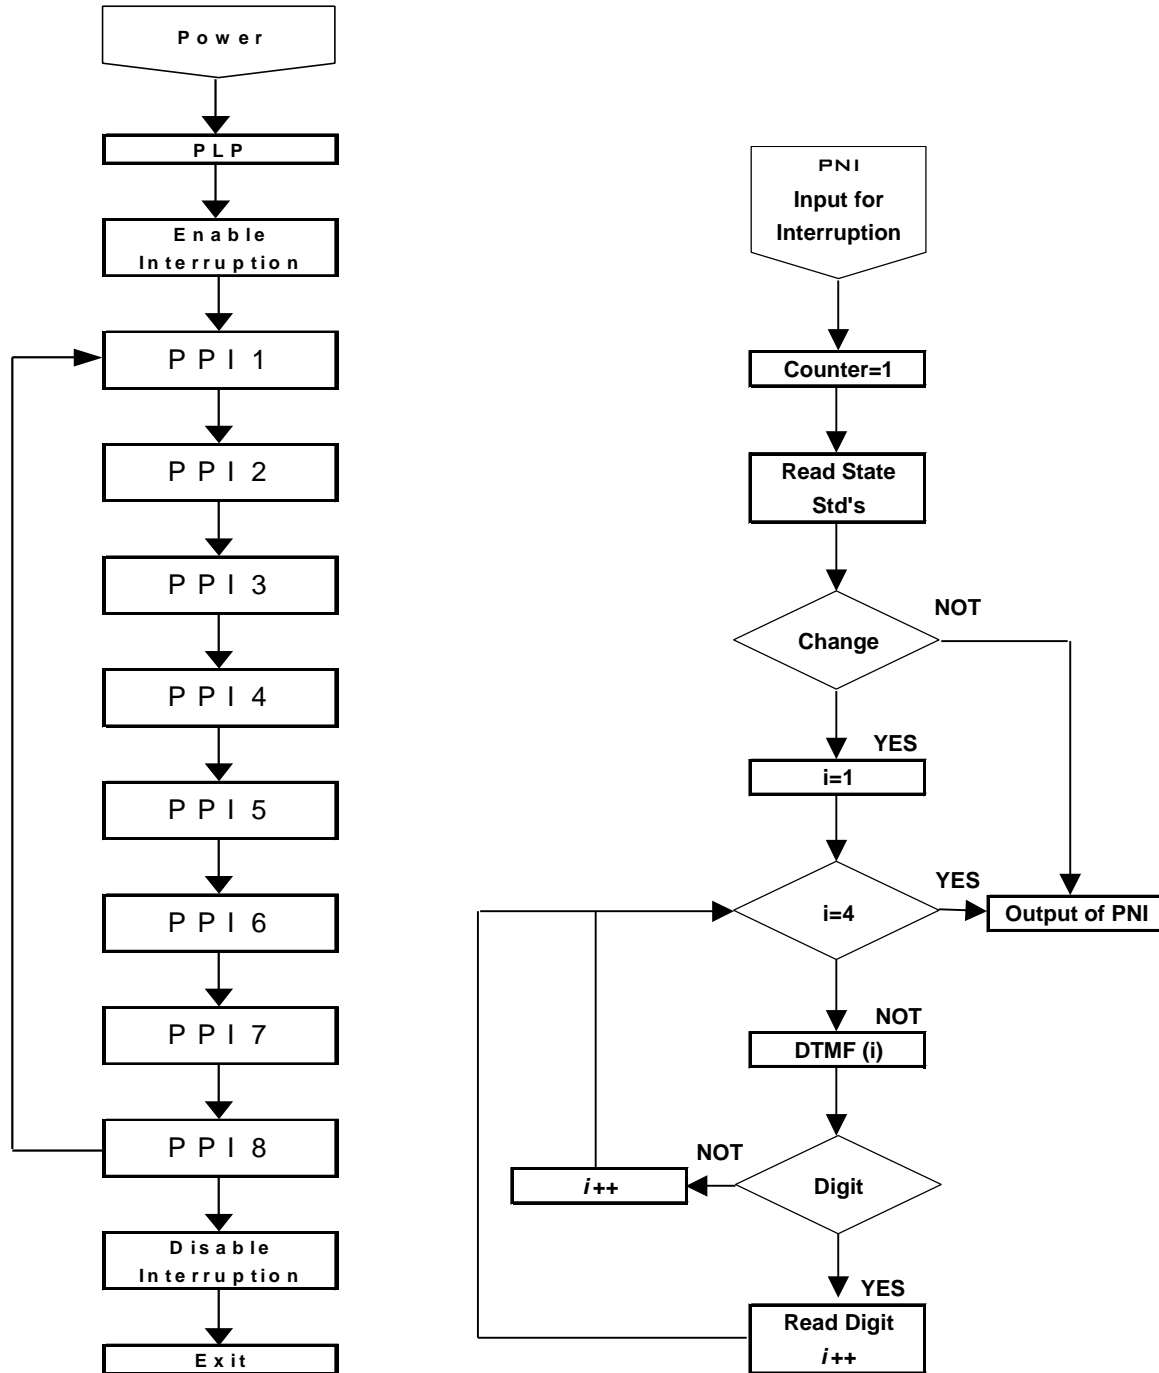 Power
PLP
Enable
Interruption
PPI 1
PPI 2
PPI 3
PPI 4
PPI 5
PPI 6
PPI 7
PPI 8
Disable
Interruption
Exit
PNI
Input for
Interruption
Counter=1
Read State
Std's
Change
NOT
YES
i=1
i=4
YES
Output of PNI
NOT
DTMF (i)
Digit
NOT
i++
YES
Read Digit
i++